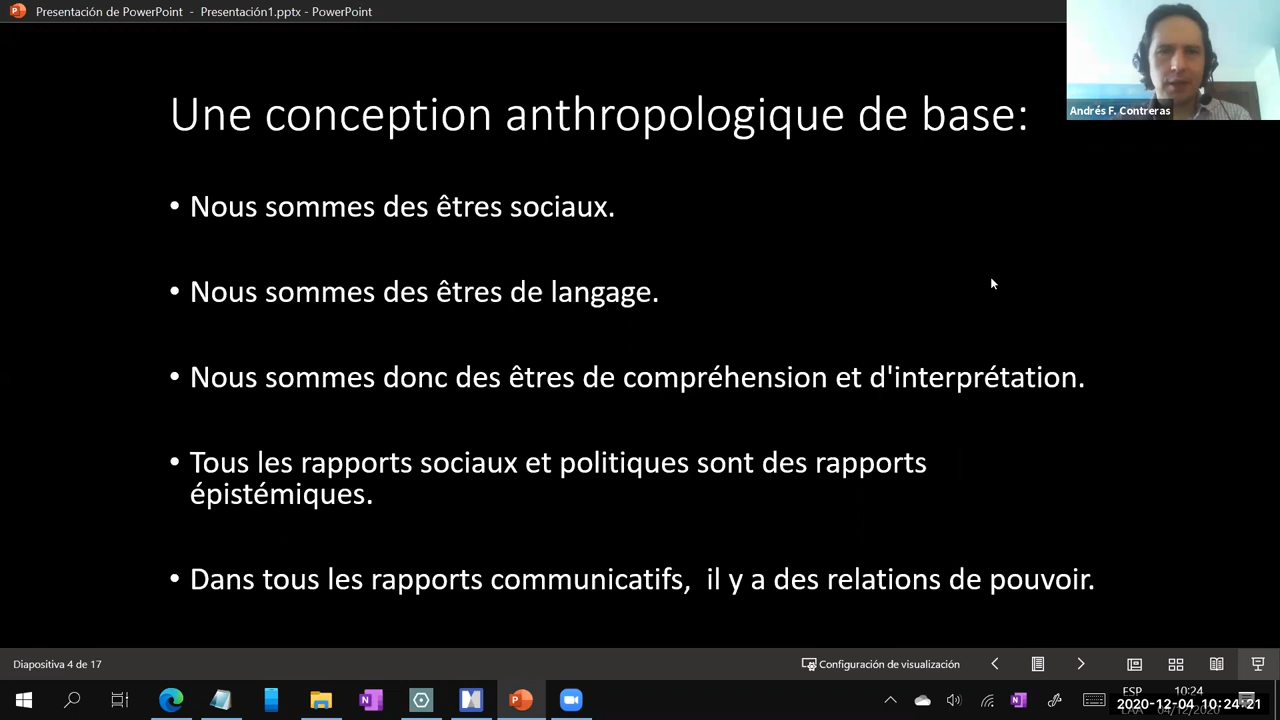 Presentación de PowerPoint - Presentación1.pptx - PowerPoint
Andrés F. Contreras
Une conception anthropologique de base:
• Nous sommes des êtres sociaux.
• Nous sommes des êtres de langage.
• Nous sommes donc des êtres de compréhension et d'interprétation.
• Tous les rapports sociaux et politiques sont des rapports
épistémiques.
• Dans tous les rapports communicatifs,  il y a des relations de pouvoir.
Diapositiva 4 de 17
Configuración de visualización
ESP
10:24
2020-12-04 10:24:21
04/12/2020